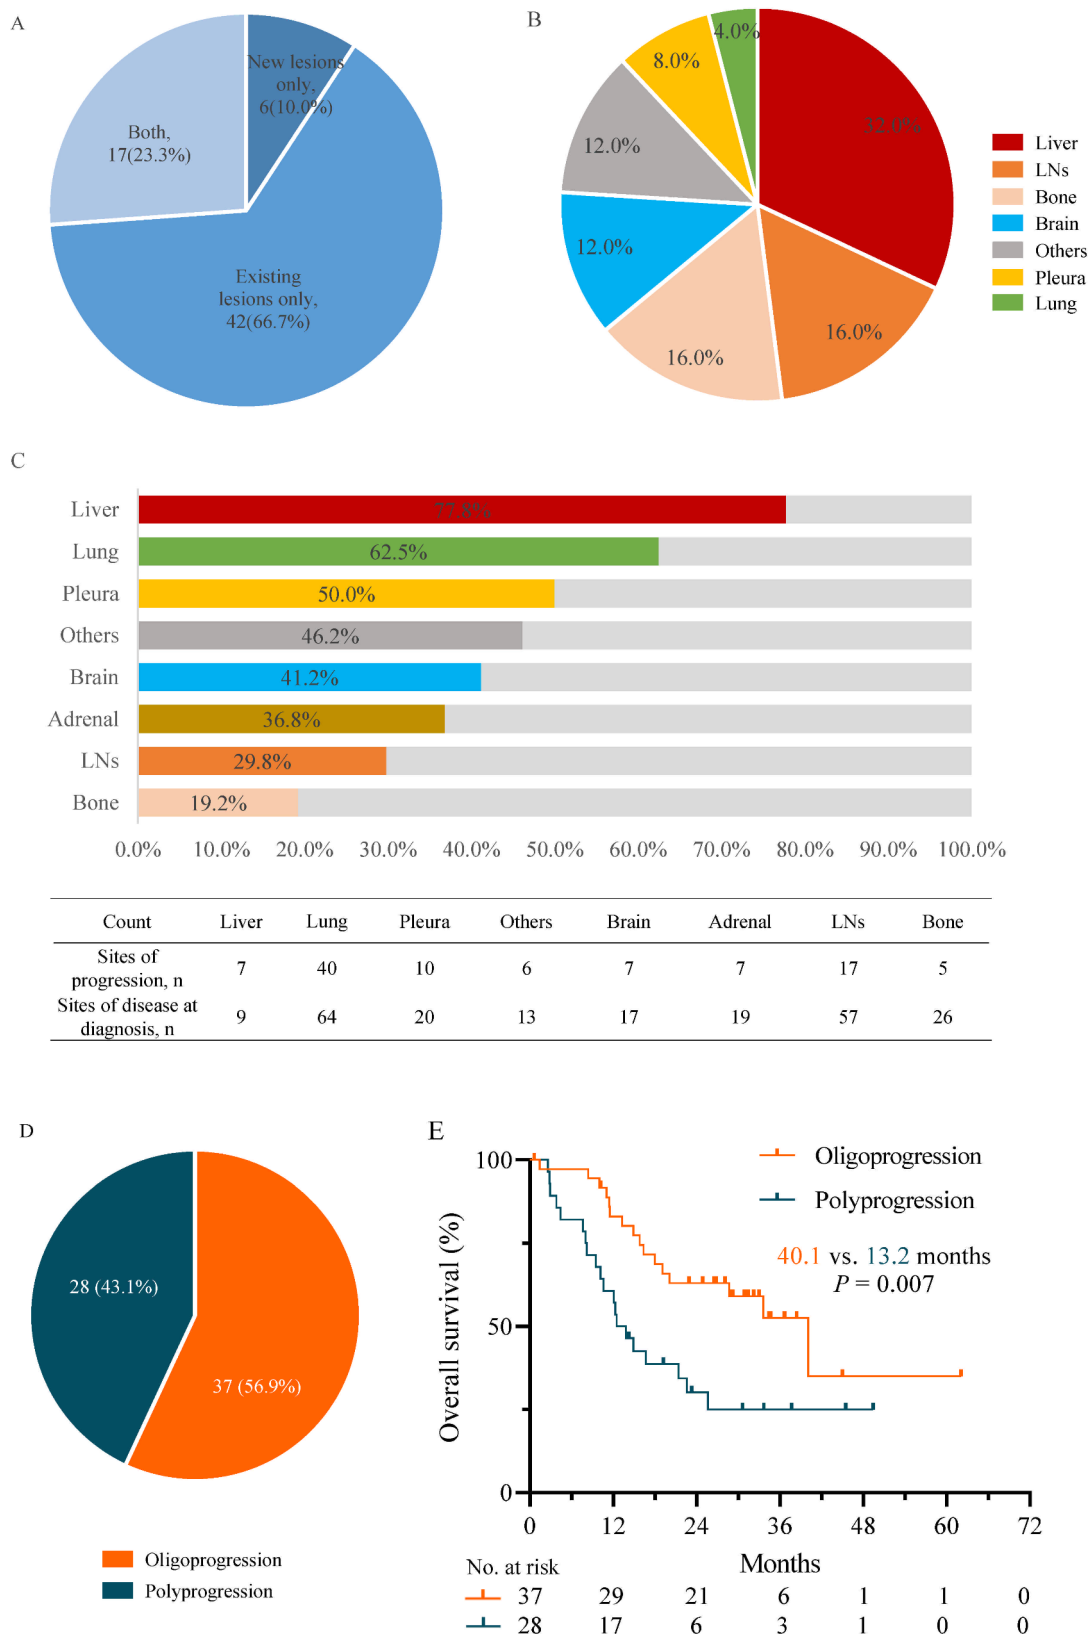 A
New lesions
only,
6(10.0%)
Both,
17(23.3%)
Existing
lesions only,
42(66.7%)
B
4.0%
8.0%
32.0%
12.0%
12.0%
16.0%
16.0%
Liver
LNs
Bone
Brain
Others
Pleura
Lung
C
Liver 77.8%
Lung 62.5%
Pleura 50.0%
Others 46.2%
Brain 41.2%
Adrenal 36.8%
LNs 29.8%
Bone 19.2%
0.0% 10.0% 20.0% 30.0% 40.0% 50.0% 60.0% 70.0% 80.0% 90.0% 100.0%
Count Liver Lung Pleura Others Brain Adrenal LNs Bone
Sites of
progression, n 7 40 10 6 7 7 17 5
Sites of disease at
diagnosis, n 9 64 20 13 17 19 57 26
D
28 (43.1%)
37 (56.9%)
Oligoprogression
Polyprogression
E
Oligoprogression
Polyprogression
40.1 vs. 13.2 months
P = 0.007
Overall survival (%)
100
50
0
0 12 24 36 48 60 72
Months
No. at risk
37 29 21 6 1 1 0
28 17 6 3 1 0 0